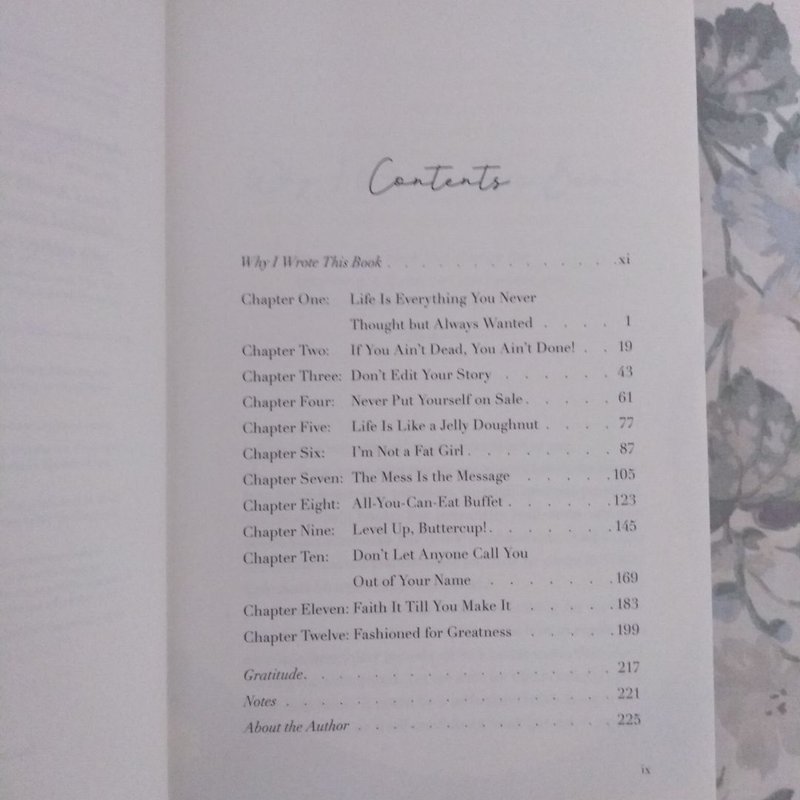 Contents
Why I Wrote This Book . . . . . . . . . . . . . . xi
Chapter One: Life Is Everything You Never
Thought but Always Wanted . . . . 1
Chapter Two: If You Ain't Dead, You Ain't Done! . . 19
Chapter Three: Don't Edit Your Story . . . . . . 43
Chapter Four: Never Put Yourself on Sale . . . . . 61
Chapter Five: Life Is Like a Jelly Doughnut . . . . 77
Chapter Six: I'm Not a Fat Girl . . . . . . . 87
Chapter Seven: The Mess Is the Message . . . . . 105
Chapter Eight: All-You-Can-Eat Buffet . . . . . 123
Chapter Nine: Level Up, Buttercup! . . . . . . 145
Chapter Ten: Don't Let Anyone Call You
Out of Your Name . . . . . . 169
Chapter Eleven: Faith It Till You Make It . . . . 183
Chapter Twelve: Fashioned for Greatness . . . . 199
Gratitude . . . . . . . . . . . . . . . . . 217
Notes . . . . . . . . . . . . . . . . . . 221
About the Author . . . . . . . . . . . . . . 225
ix